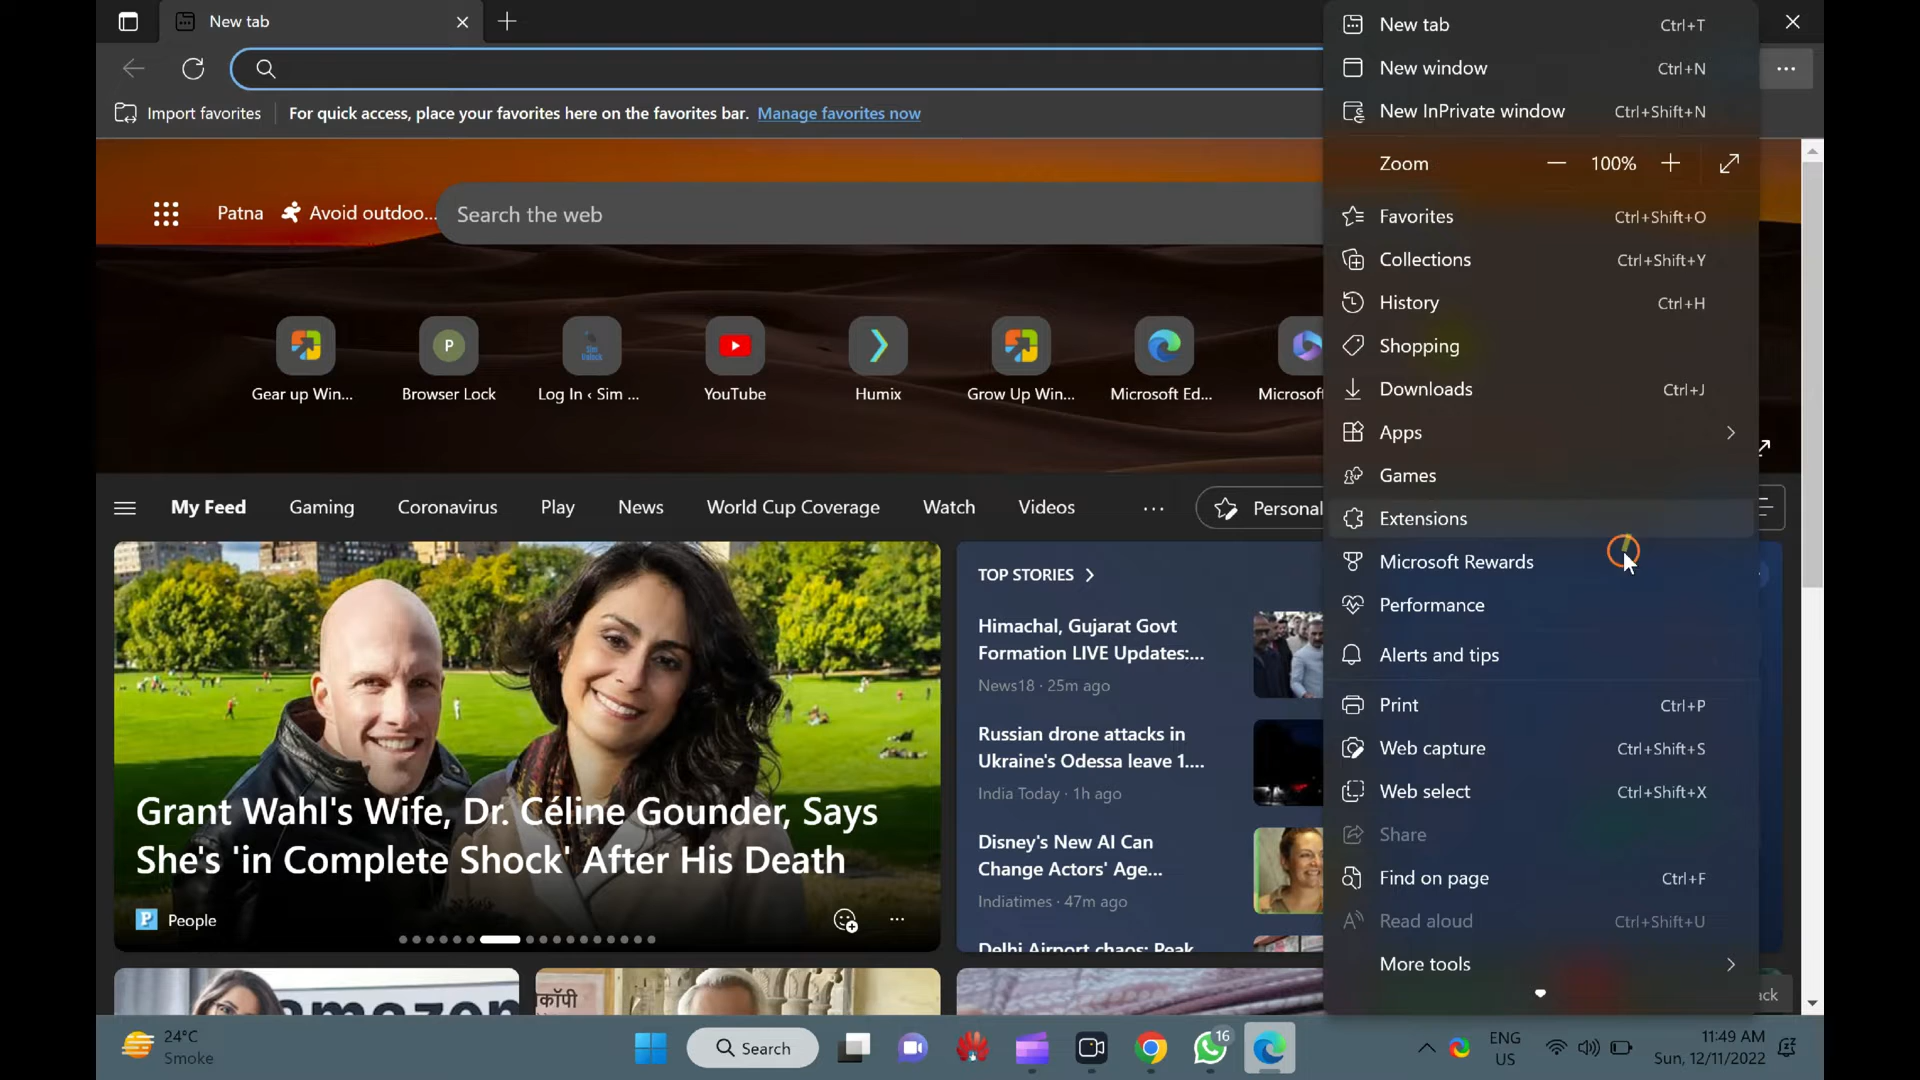 New tab
Import favorites
For quick access, place your favorites here on the favorites bar. Manage favorites now
Patna
Avoid outdoo...
Search the web
Gear up Win...
P
Browser Lock
Log In ‹ Sim ...
YouTube
Humix
Grow Up Win...
Microsoft Ed...
Microsoft
My Feed
Gaming
Coronavirus
Play
News
World Cup Coverage
Watch
Videos
...
Personal
Grant Wahl's Wife, Dr. Céline Gounder, Says
She's 'in Complete Shock' After His Death
P People
TOP STORIES
Himachal, Gujarat Govt
Formation LIVE Updates:...
News18 · 25m ago
Russian drone attacks in
Ukraine's Odessa leave 1....
India Today · 1h ago
Disney's New AI Can
Change Actors' Age...
Indiatimes · 47m ago
Delhi Airport chaos: Peak
amazon
कॉपी
New tab Ctrl+T
New window Ctrl+N
New InPrivate window Ctrl+Shift+N
Zoom 100%
Favorites Ctrl+Shift+O
Collections Ctrl+Shift+Y
History Ctrl+H
Shopping
Downloads Ctrl+J
Apps
Games
Extensions
Microsoft Rewards
Performance
Alerts and tips
Print Ctrl+P
Web capture Ctrl+Shift+S
Web select Ctrl+Shift+X
Share
Find on page Ctrl+F
Read aloud Ctrl+Shift+U
More tools
ack
24°C
Smoke
Search
16
ENG
US
11:49 AM
Sun, 12/11/2022